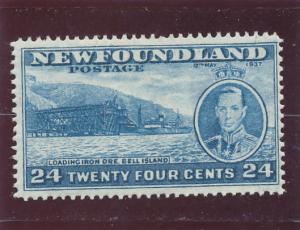 NEWFOUNDLAND
POSTAGE
12TH MAY 1937
LOADING IRON ORE, BELL ISLAND
24 TWENTY FOUR CENTS 24